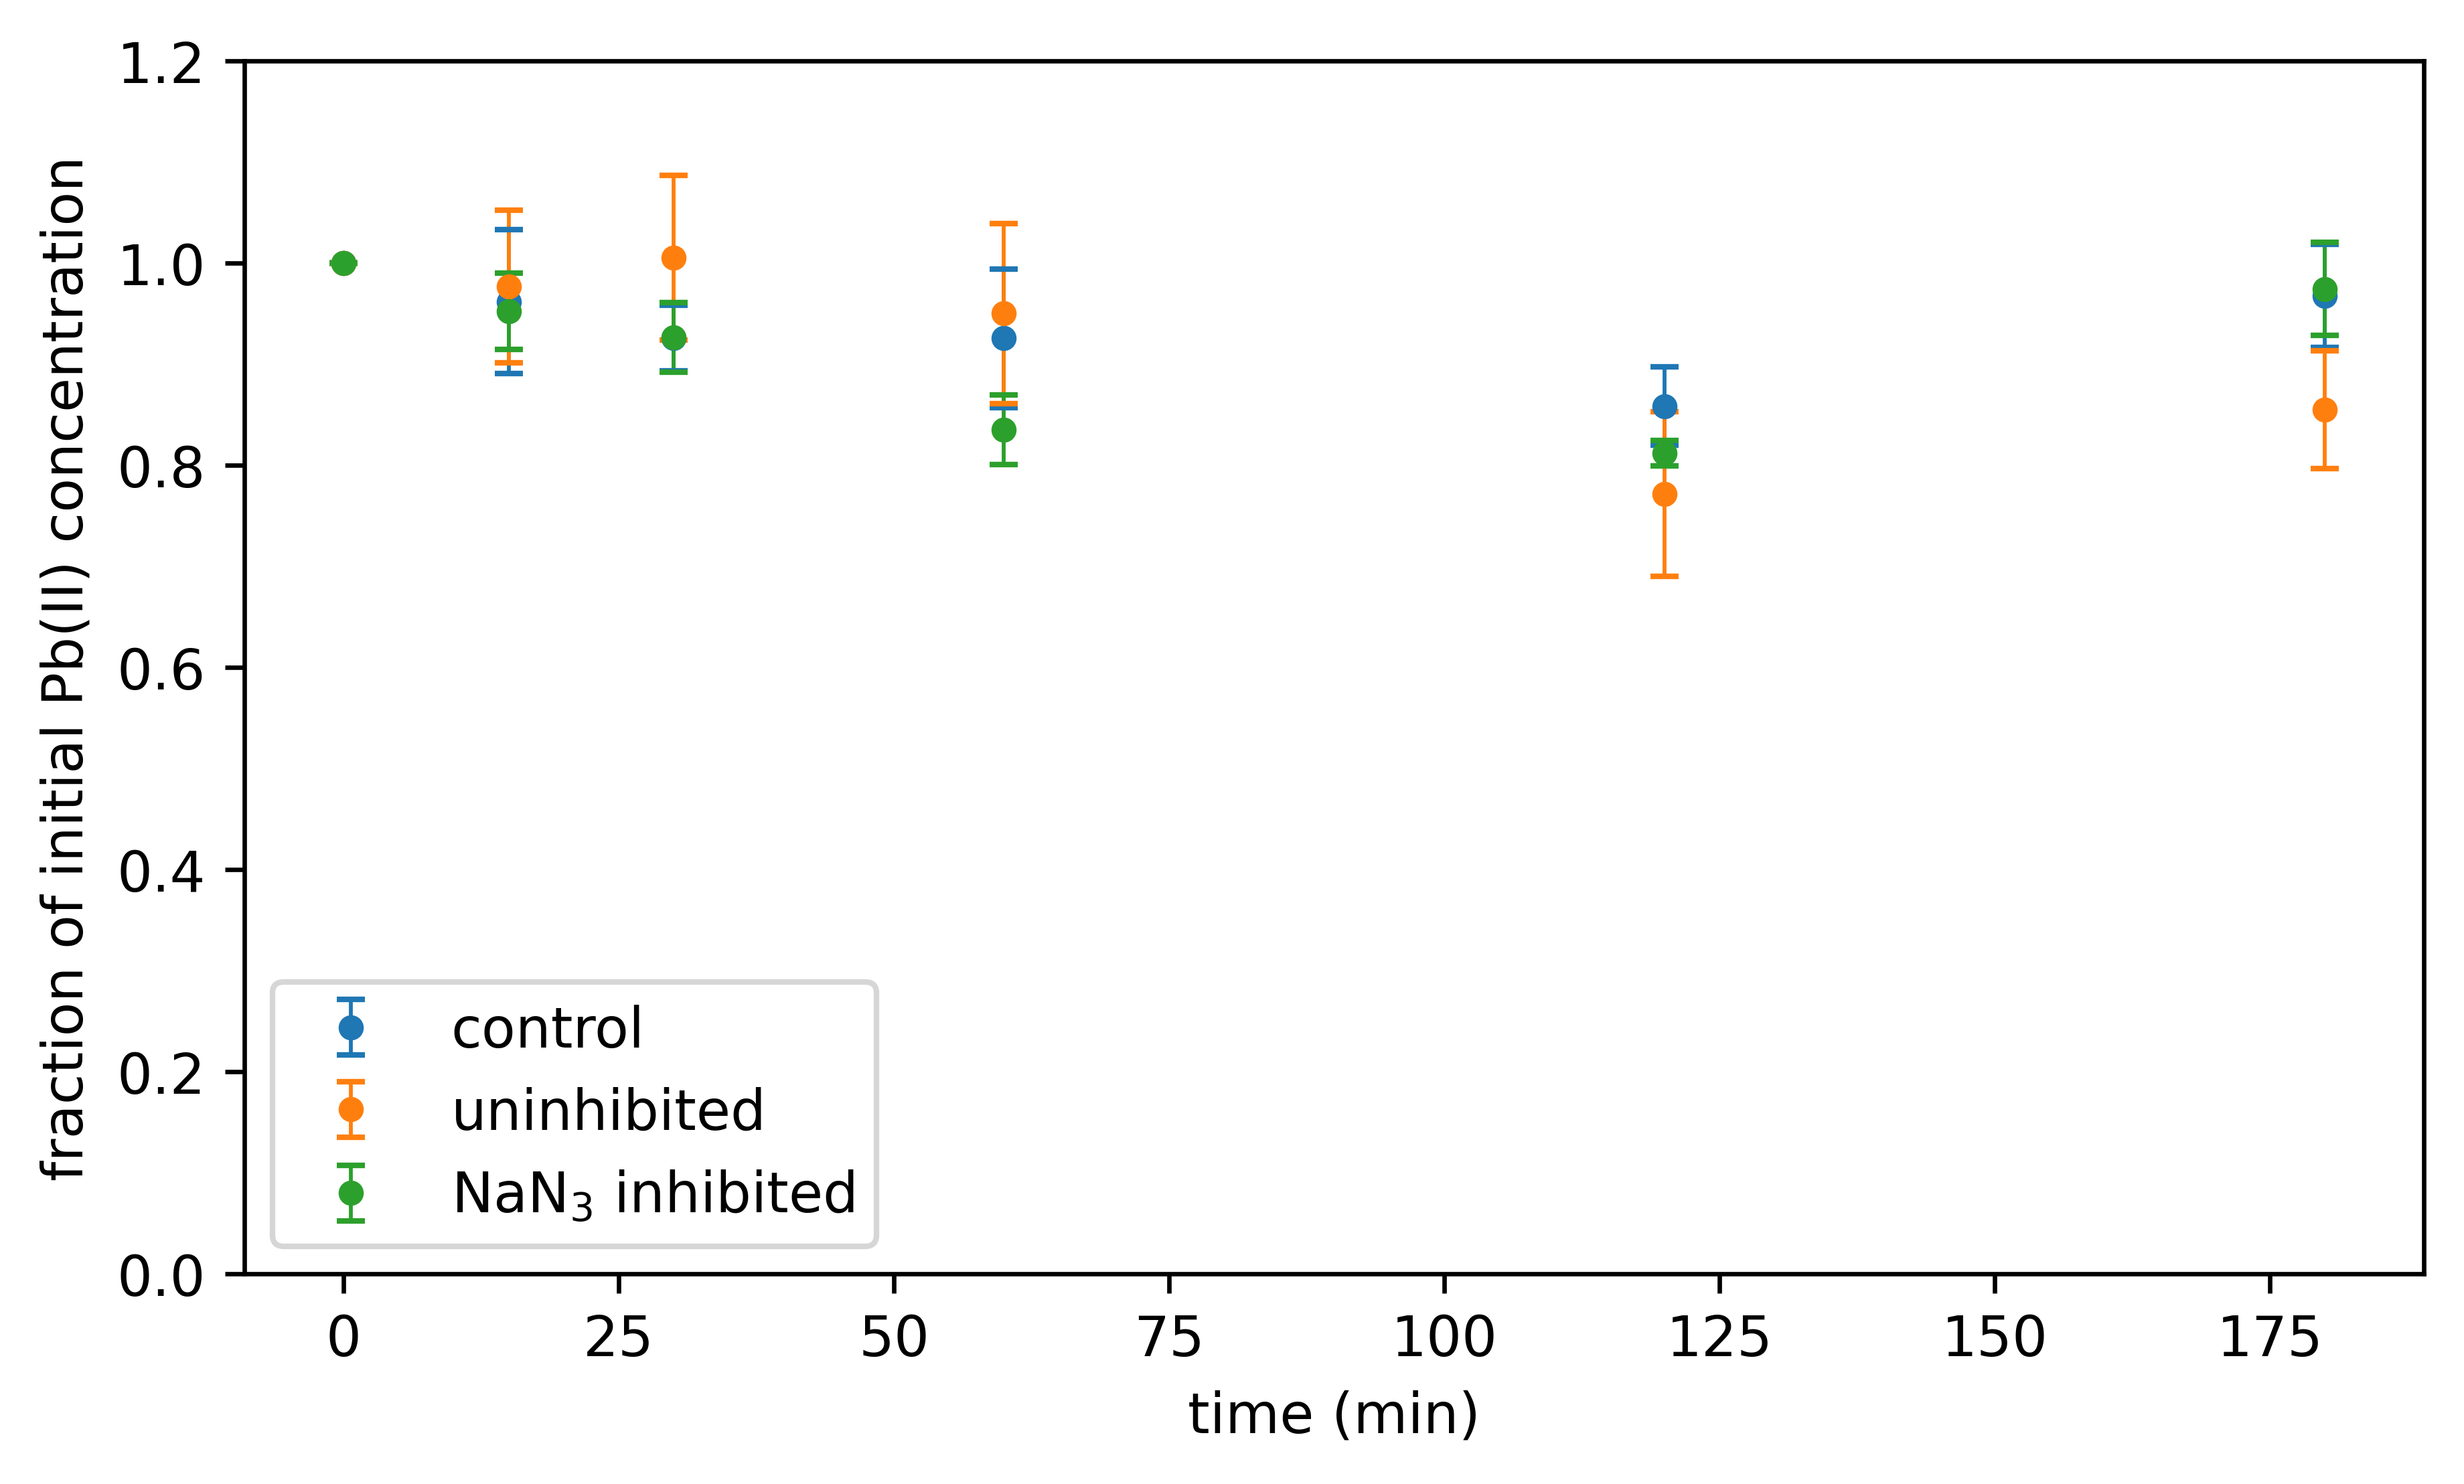 fraction of initial Pb(II) concentration
1.2
1.0
0.8
0.6
0.4
0.2
0.0
control
uninhibited
NaN₃ inhibited
0 25 50 75 100 125 150 175
time (min)